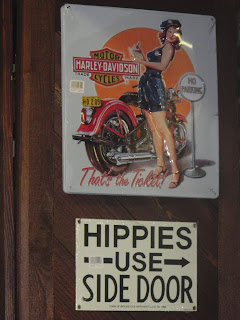 MOTOR
HARLEY-DAVIDSON
CYCLES
NO
PARKING
That's the Ticket!
HIPPIES
USE →
SIDE DOOR